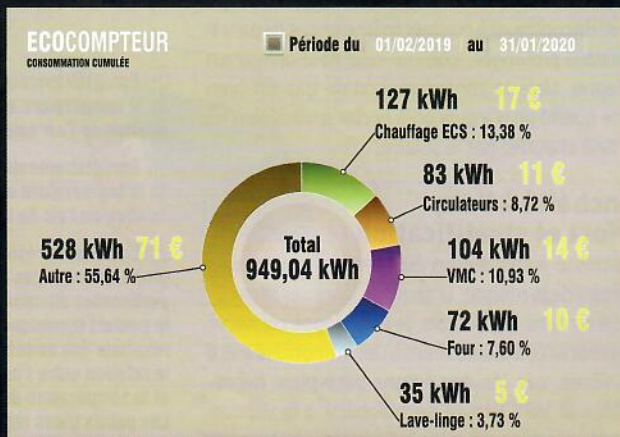 ECOCOMPTEUR
CONSOMMATION CUMULÉE
Période du 01/02/2019 au 31/01/2020
127 kWh 17 €
Chauffage ECS : 13,38 %
83 kWh 11 €
Circulateurs : 8,72 %
104 kWh 14 €
VMC : 10,93 %
72 kWh 10 €
Four : 7,60 %
35 kWh 5 €
Lave-linge : 3,73 %
528 kWh 71 €
Autre : 55,64 %
Total
949,04 kWh